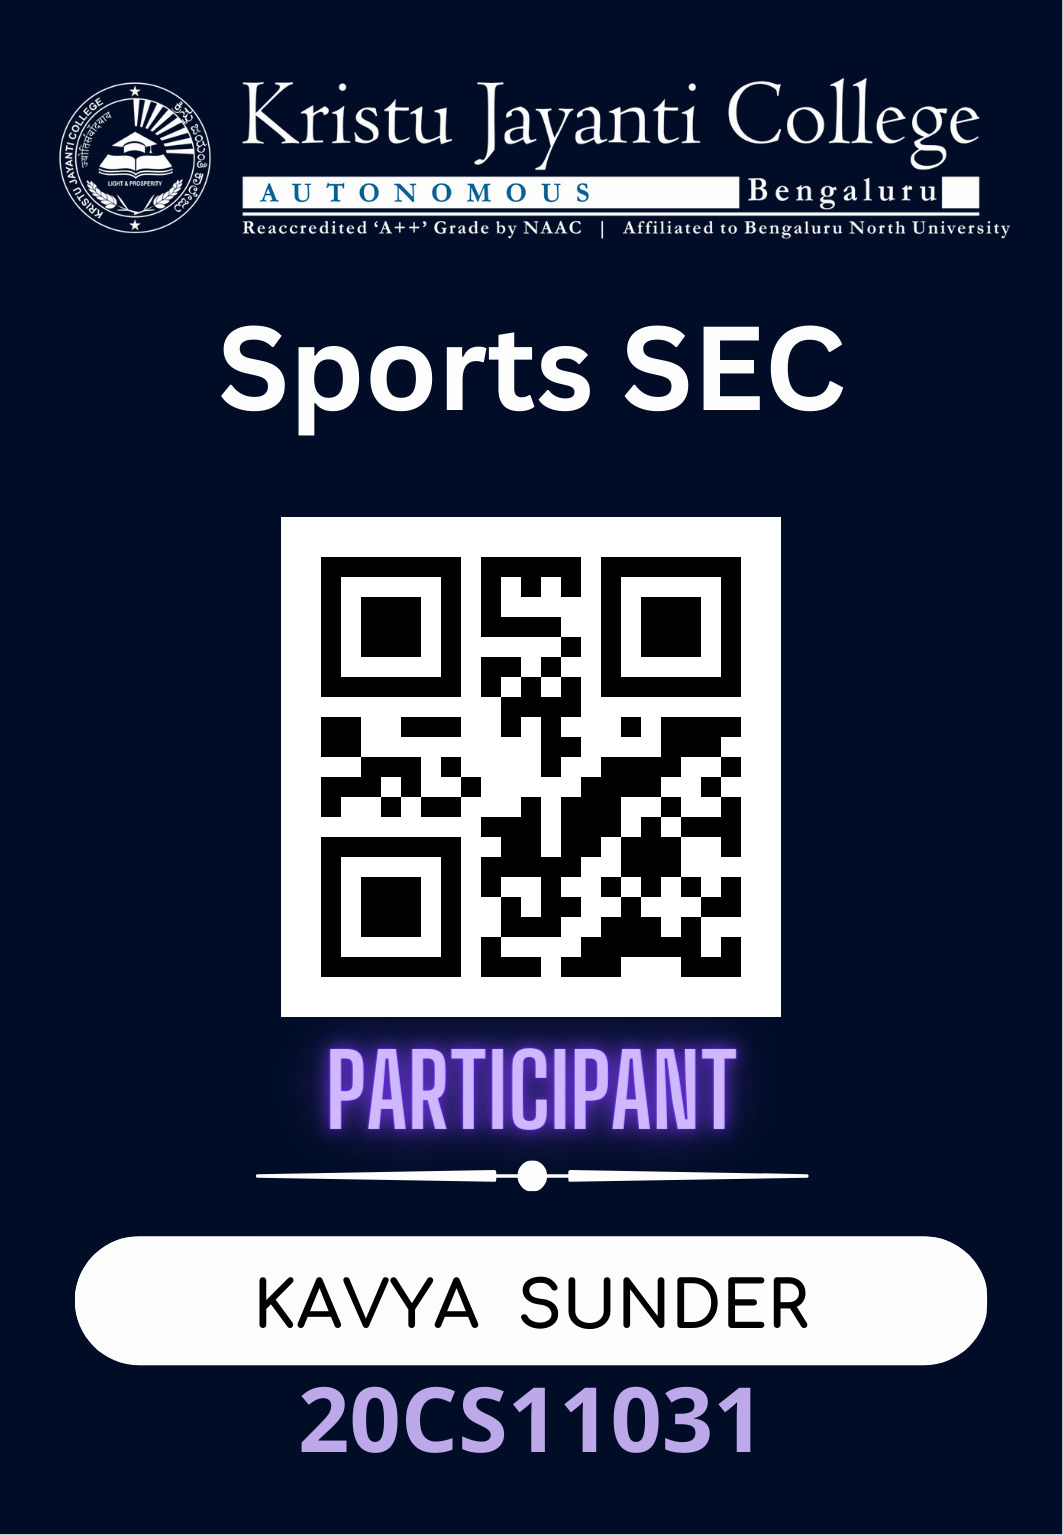 Kristu Jayanti College
AUTONOMOUS Bengaluru
Reaccredited ‘A++’ Grade by NAAC | Affiliated to Bengaluru North University
KRISTU JAYANTI COLLEGE
LIGHT & PROSPERITY
Sports SEC
PARTICIPANT
KAVYA SUNDER
20CS11031